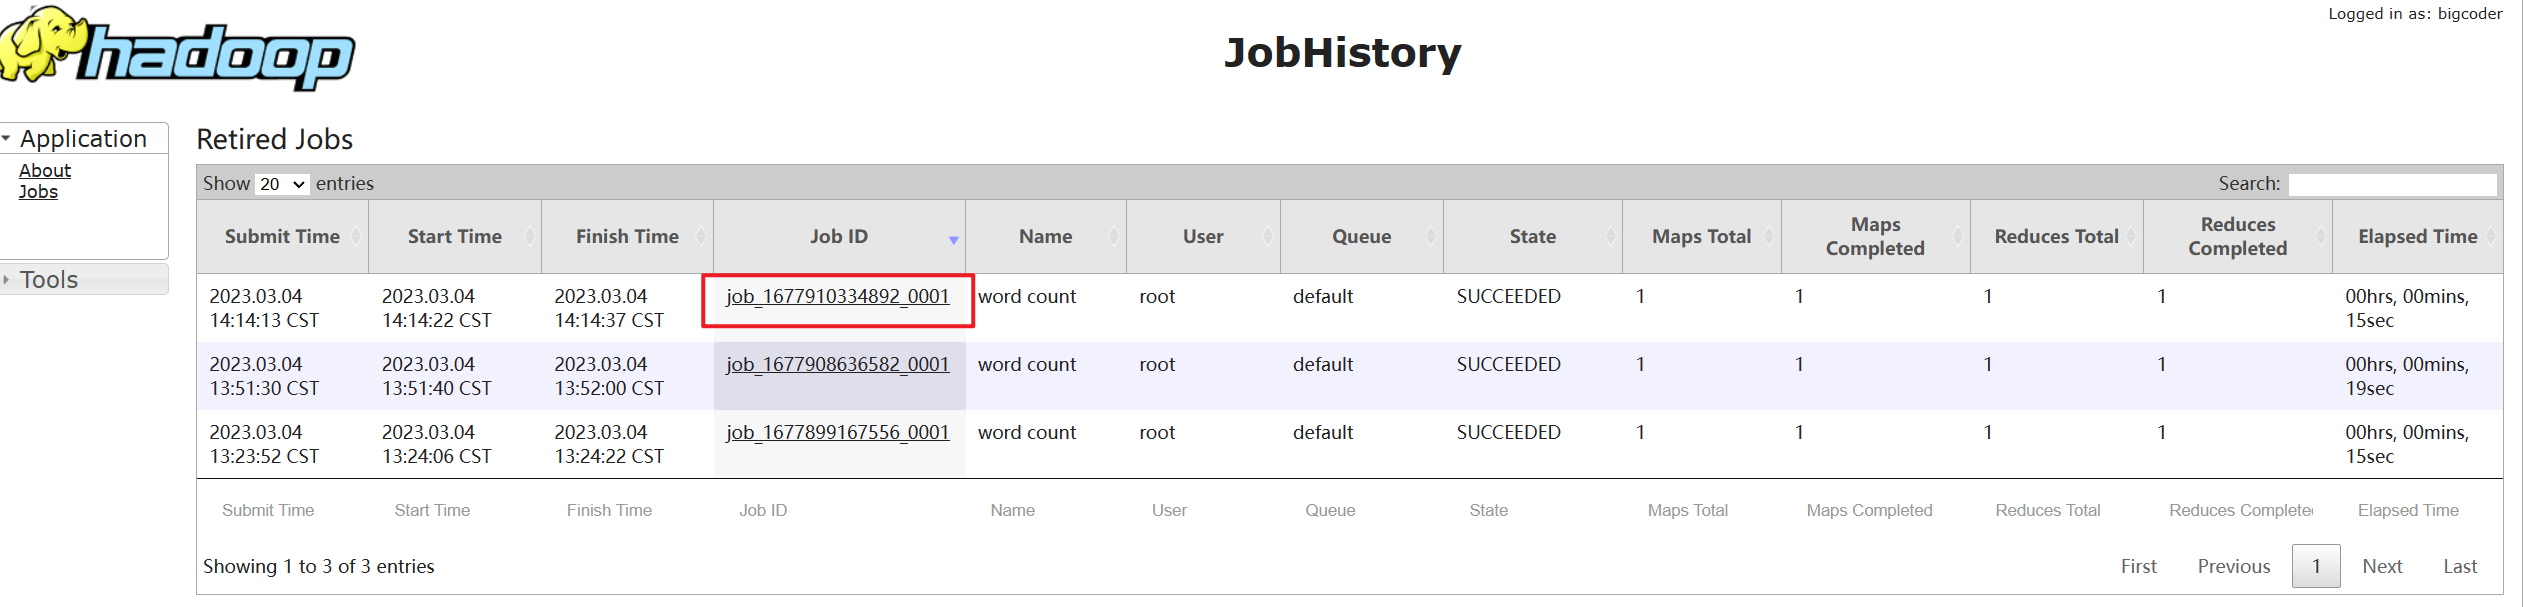 Logged in as: bigcoder
hadoop
JobHistory
Application
About
Jobs
Tools
Retired Jobs
Show 20 entries
Search:
Submit Time Start Time Finish Time Job ID Name User Queue State Maps Total Maps Completed Reduces Total Reduces Completed Elapsed Time
2023.03.04 14:14:13 CST 2023.03.04 14:14:22 CST 2023.03.04 14:14:37 CST job_1677910334892_0001 word count root default SUCCEEDED 1 1 1 1 00hrs, 00mins, 15sec
2023.03.04 13:51:30 CST 2023.03.04 13:51:40 CST 2023.03.04 13:52:00 CST job_1677908636582_0001 word count root default SUCCEEDED 1 1 1 1 00hrs, 00mins, 19sec
2023.03.04 13:23:52 CST 2023.03.04 13:24:06 CST 2023.03.04 13:24:22 CST job_1677899167556_0001 word count root default SUCCEEDED 1 1 1 1 00hrs, 00mins, 15sec
Submit Time Start Time Finish Time Job ID Name User Queue State Maps Total Maps Completed Reduces Total Reduces Complete Elapsed Time
Showing 1 to 3 of 3 entries
First Previous 1 Next Last